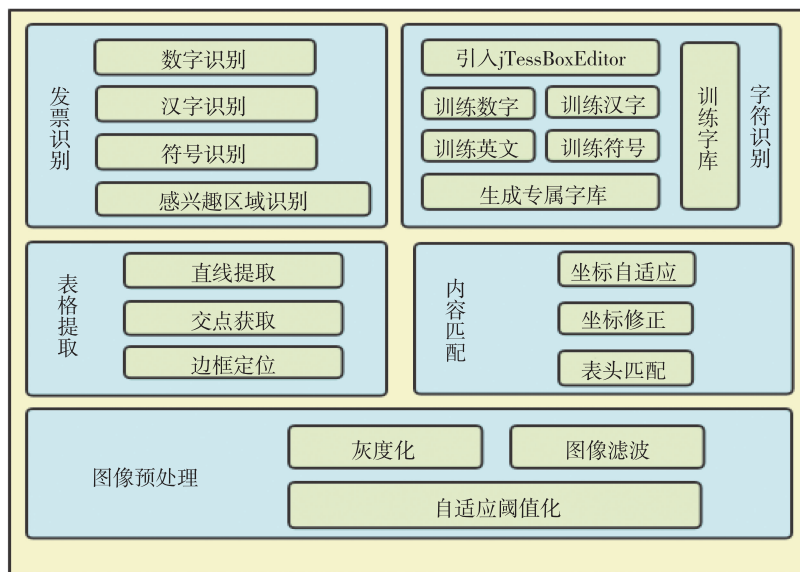 发票识别
数字识别
汉字识别
符号识别
感兴趣区域识别
引入jTessBoxEditor
训练数字
训练汉字
训练英文
训练符号
生成专属字库
训练字库
字符识别
表格提取
直线提取
交点获取
边框定位
内容匹配
坐标自适应
坐标修正
表头匹配
图像预处理
灰度化
图像滤波
自适应阈值化